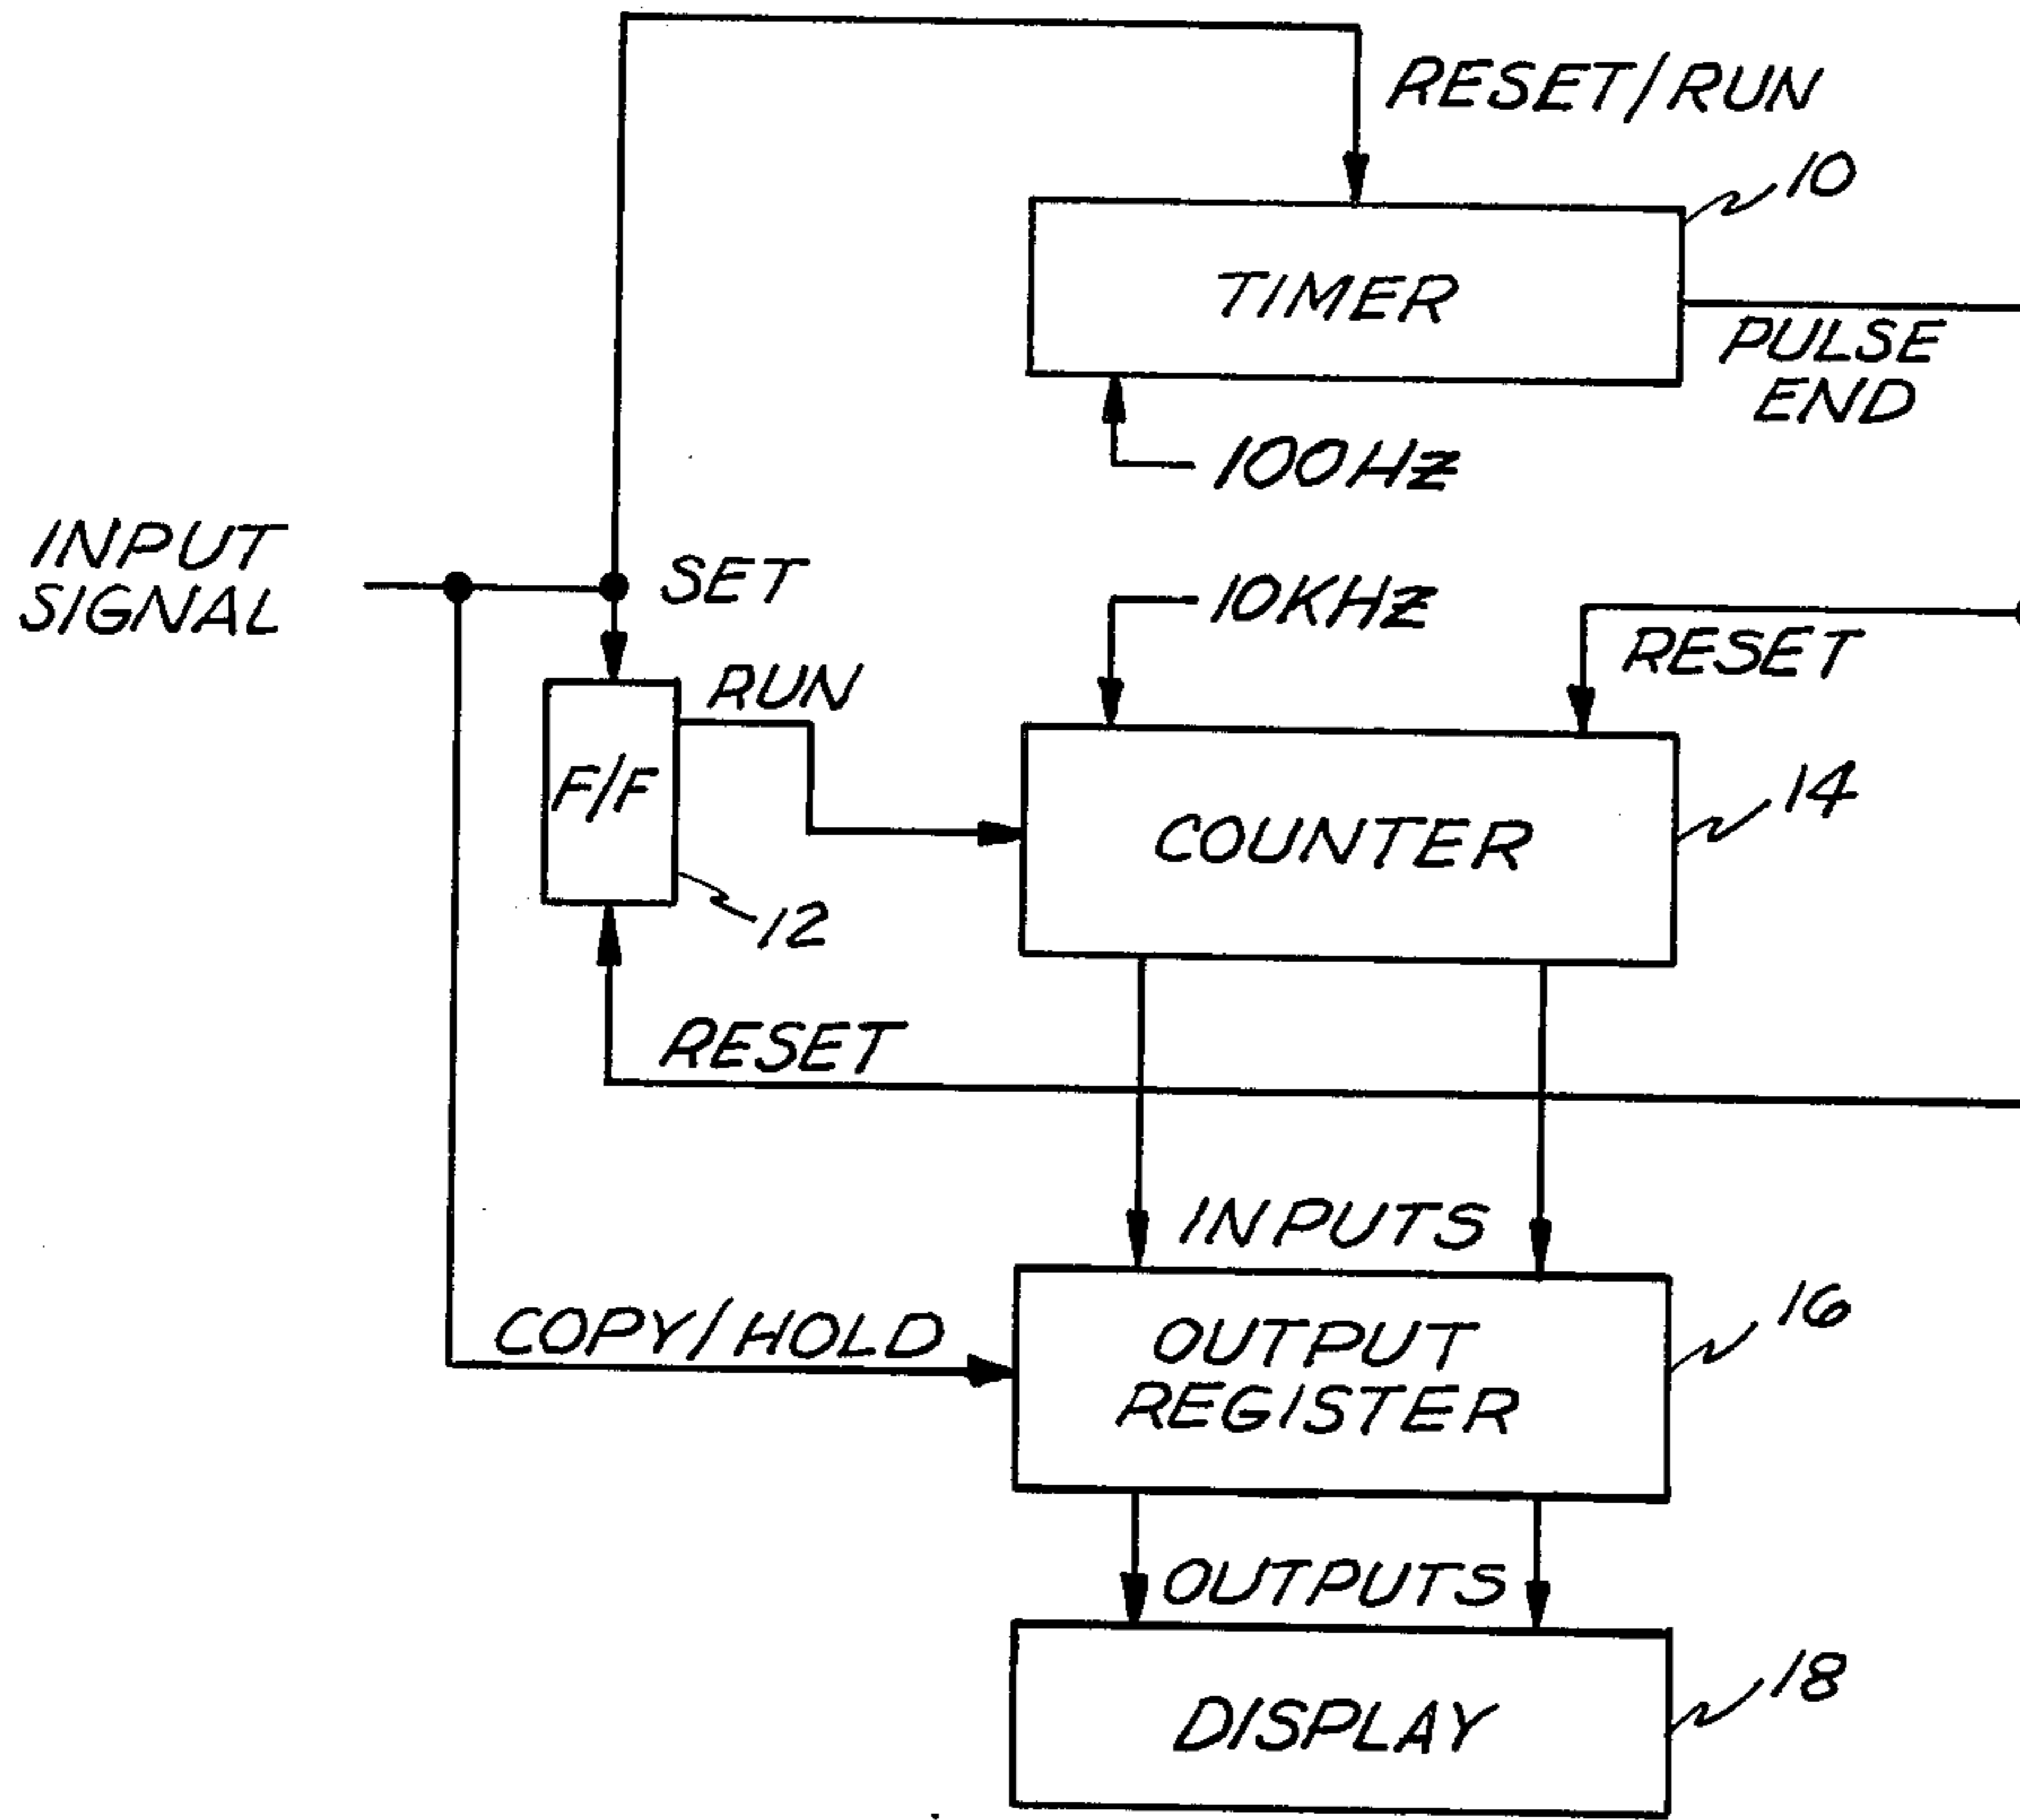 RESET/RUN
10
TIMER
PULSE
END
100HZ
INPUT
SIGNAL
SET
10KHZ
RESET
RUN
F/F
14
COUNTER
12
RESET
INPUTS
16
COPY/HOLD
OUTPUT
REGISTER
OUTPUTS
18
DISPLAY